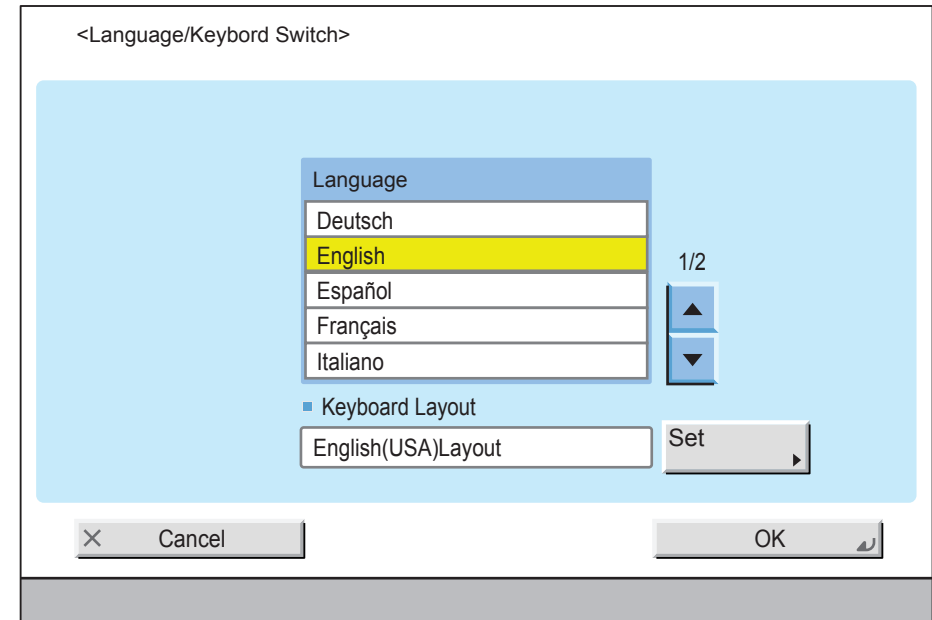 <Language/Keybord Switch>
Language
Deutsch
English
1/2
Español
Français
Italiano
Keyboard Layout
English(USA)Layout
Set
Cancel
OK